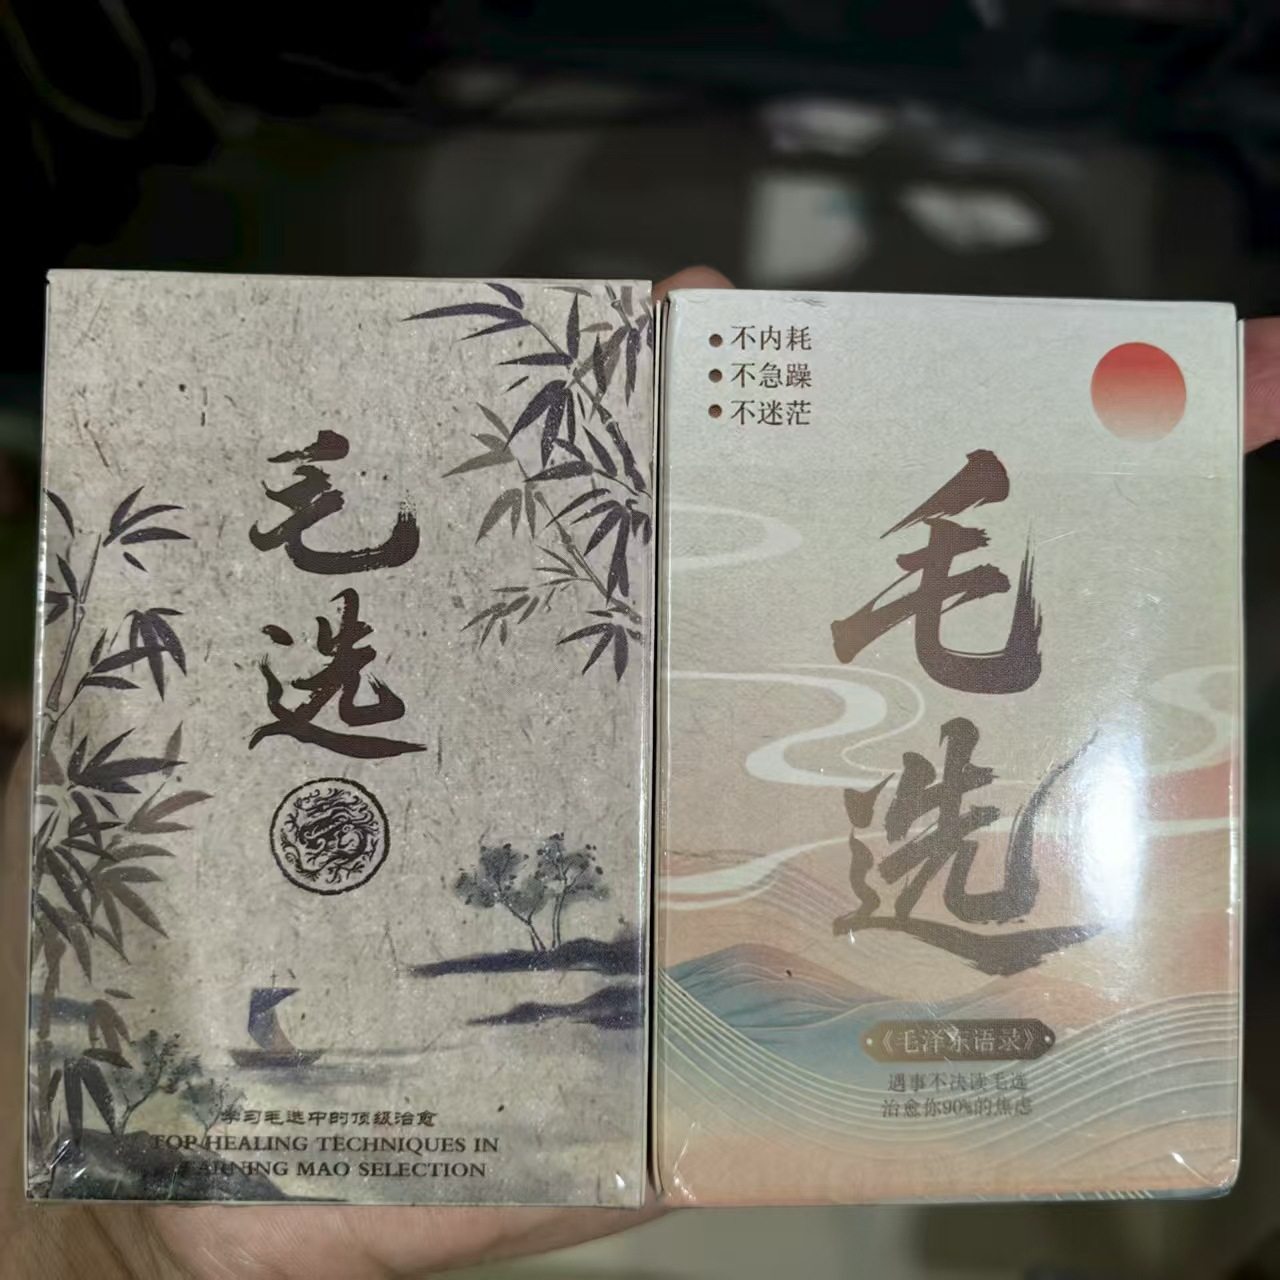 毛选
学习毛选中的顶级治愈
TOP HEALING TECHNIQUES IN
LEARNING MAO SELECTION
不内耗
不急躁
不迷茫
毛选
《毛泽东语录》
遇事不决读毛选
治愈你90%的焦虑